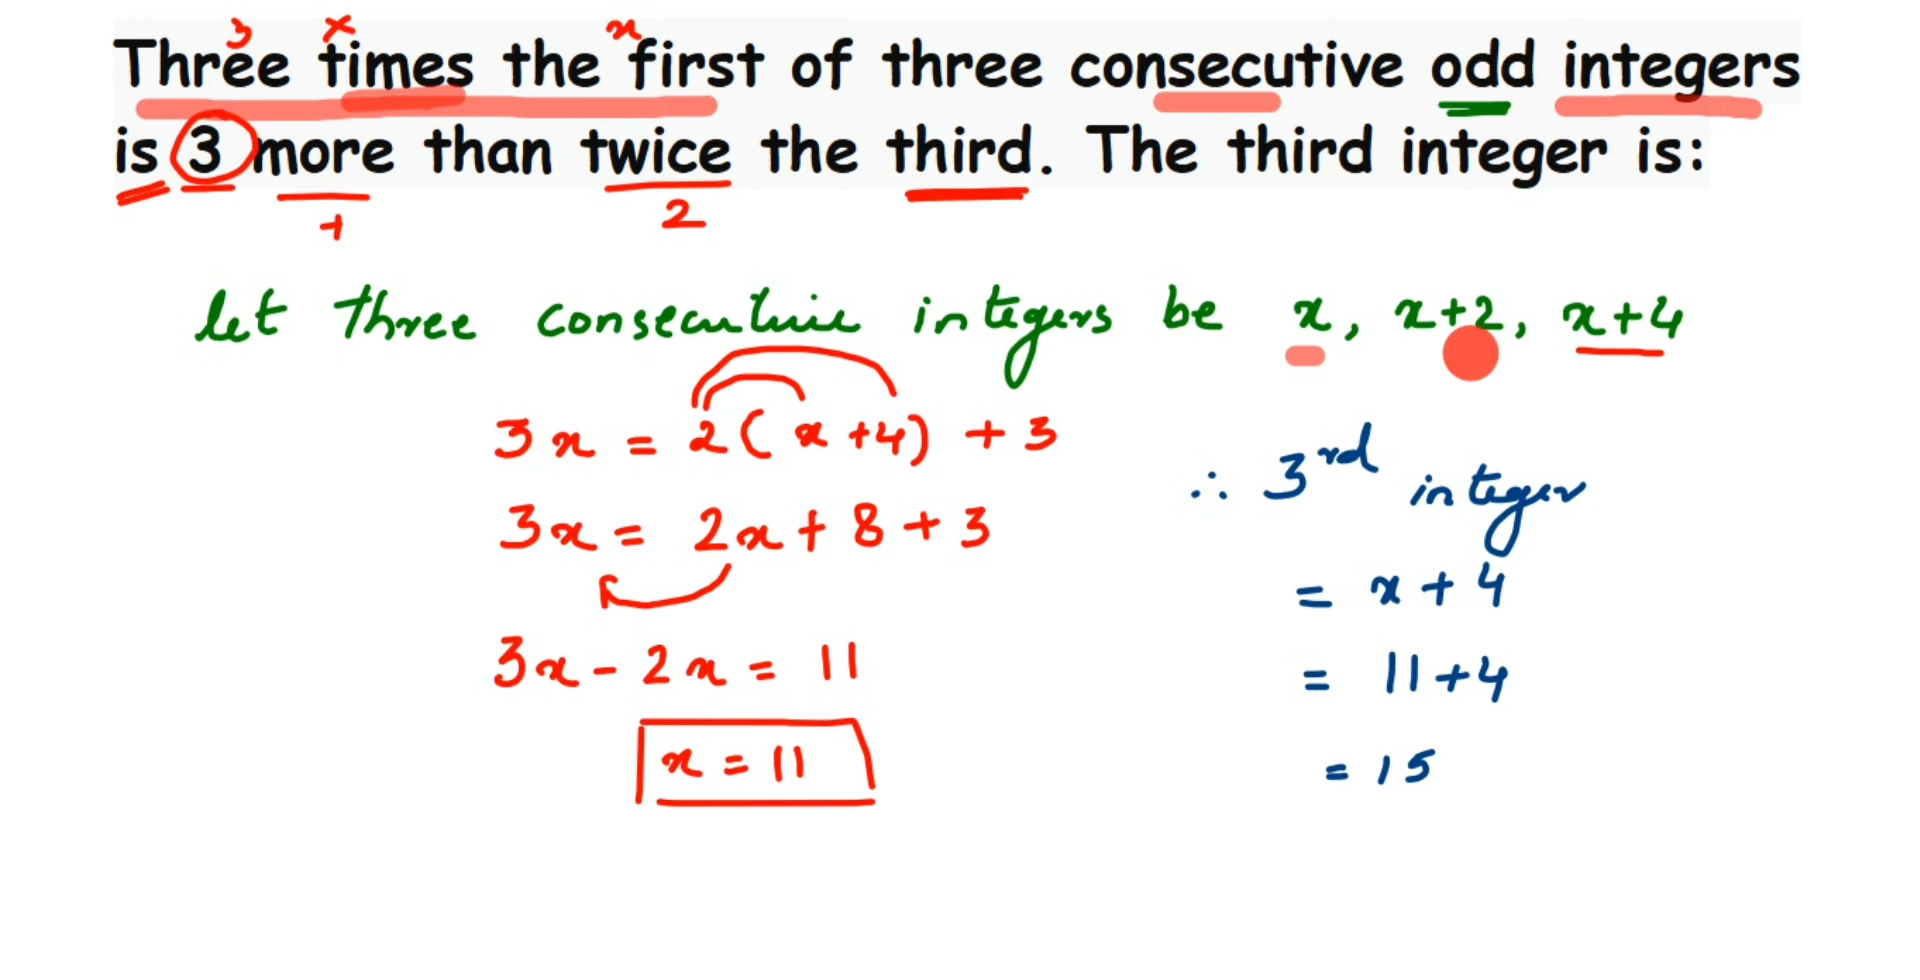 3 × x
Three times the first of three consecutive odd integers
is 3 more than twice the third. The third integer is:
+ 2
let three consecutive integers be x, x+2, x+4
3x = 2(x+4) + 3
3x = 2x + 8 + 3
3x - 2x = 11
x = 11
∴ 3rd integer
= x + 4
= 11 + 4
= 15